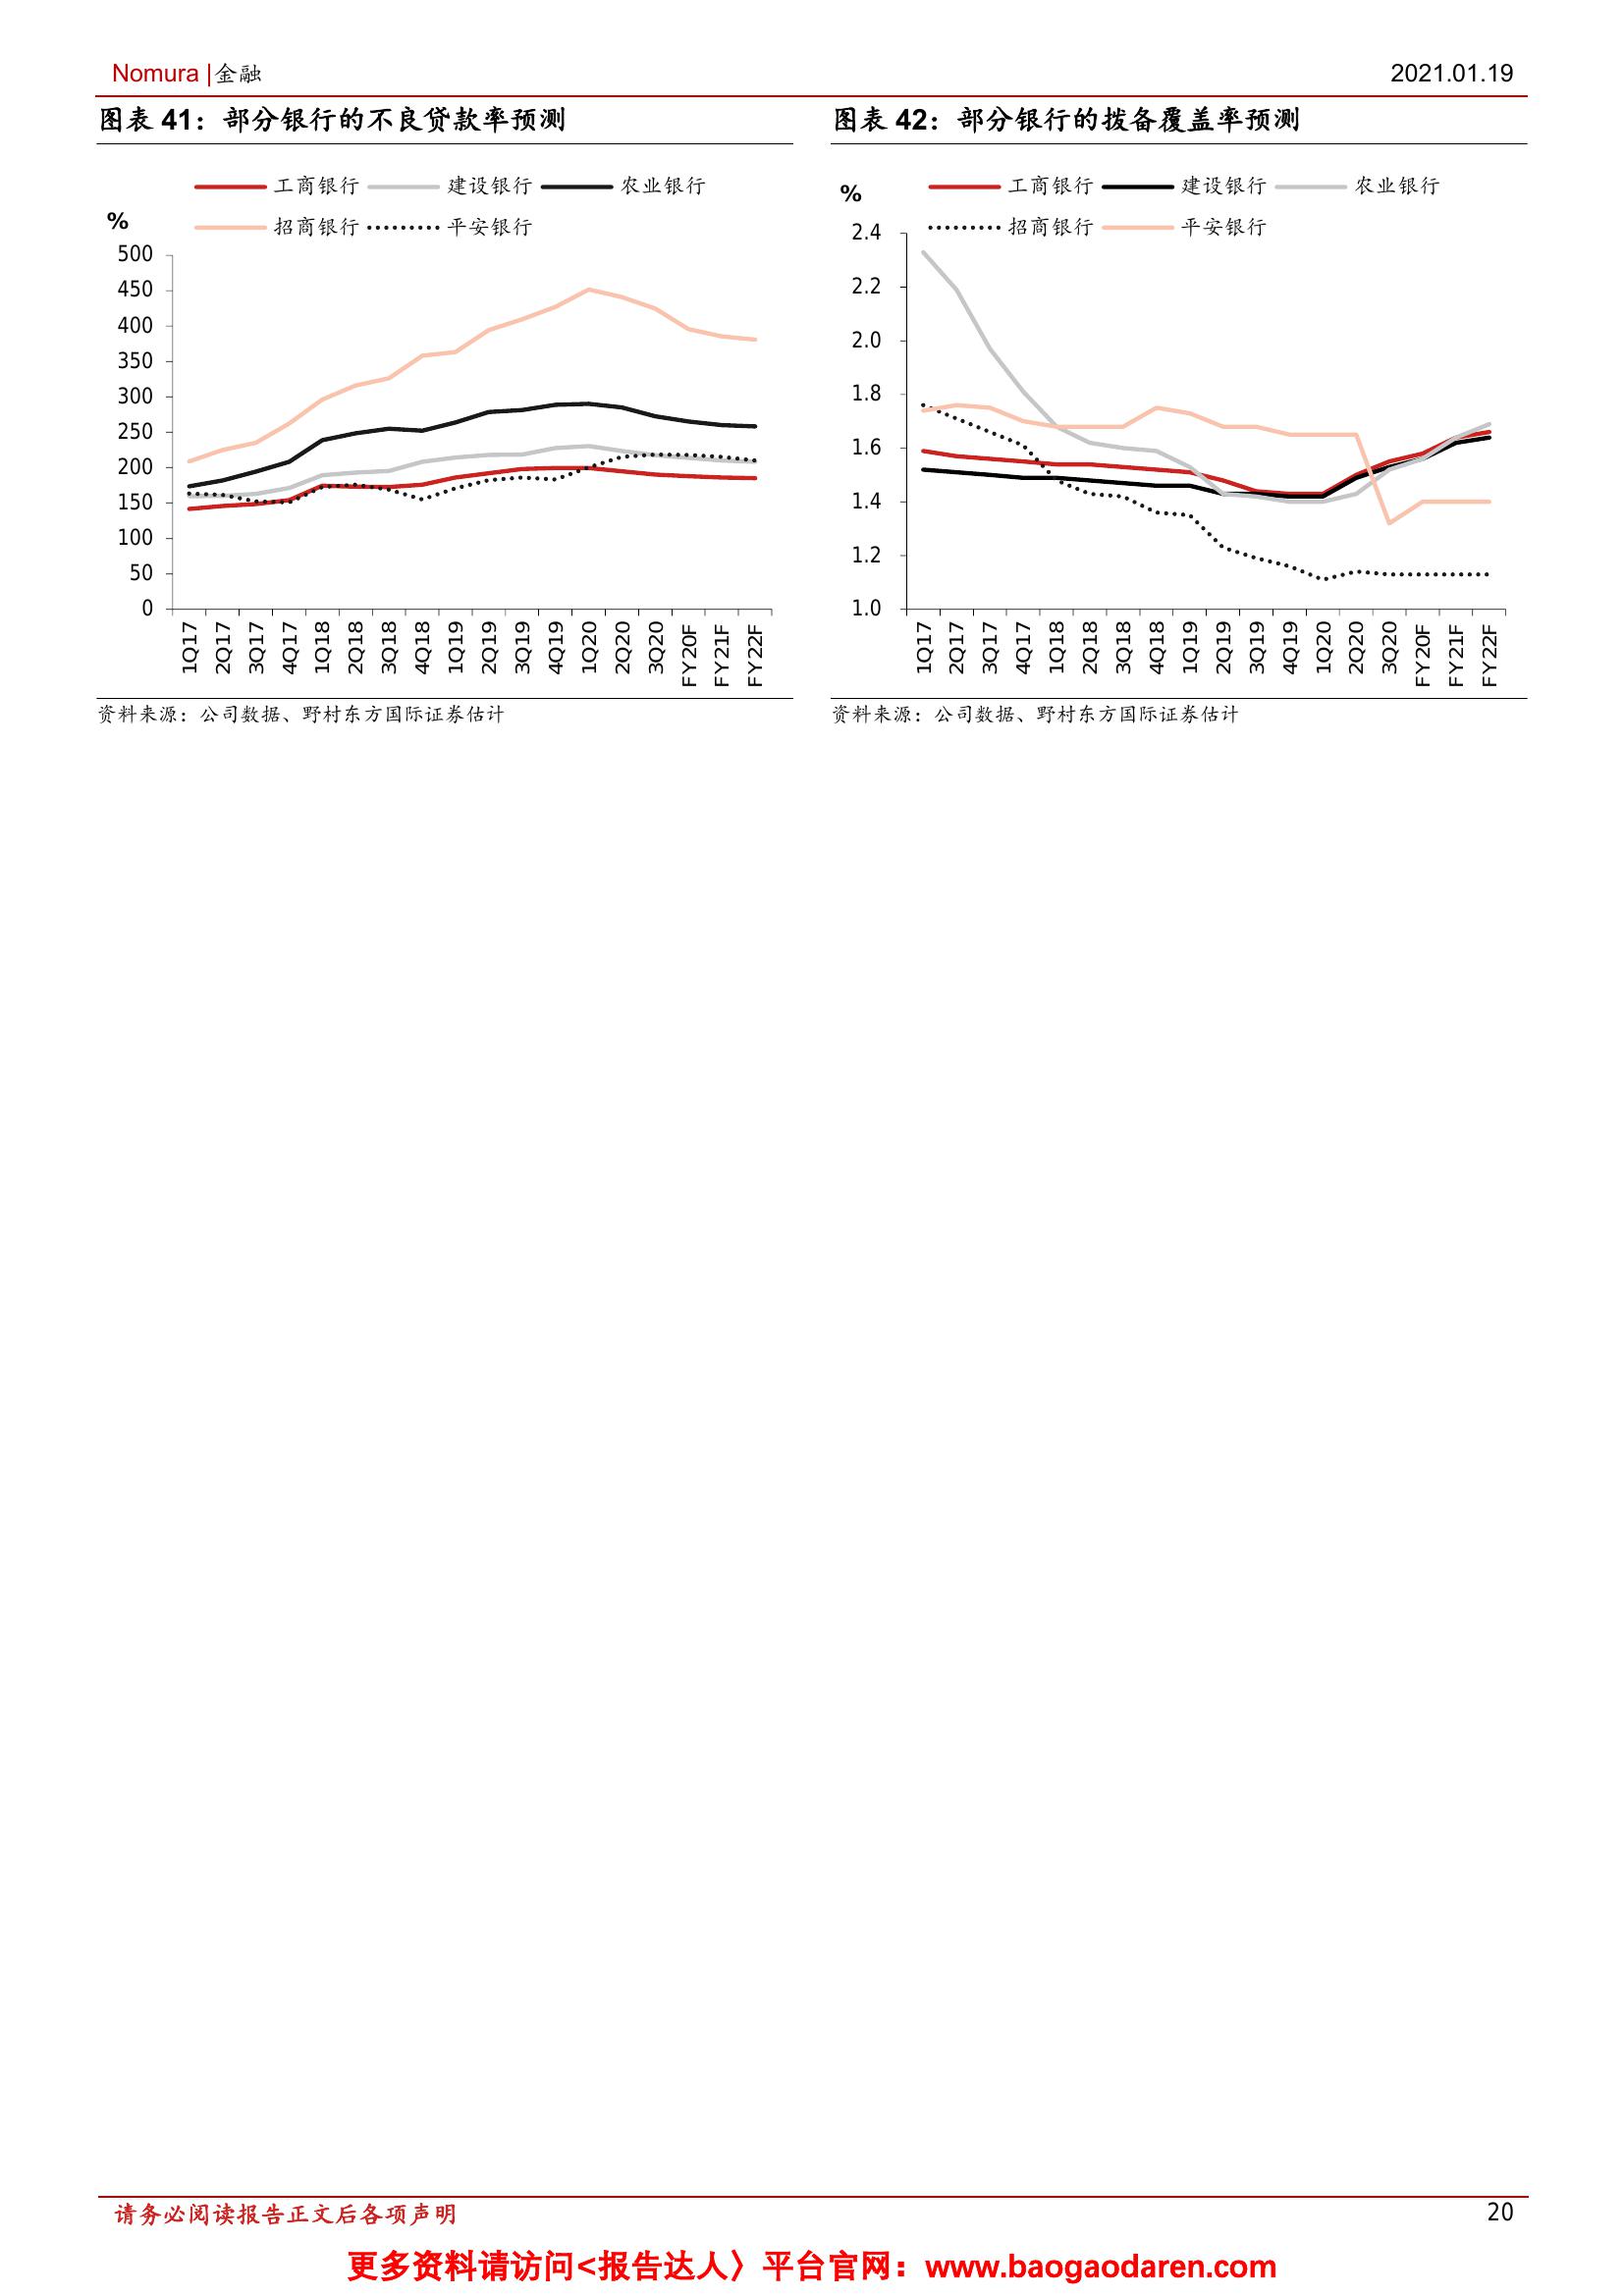 Nomura |金融 2021.01.19
图表 41：部分银行的不良贷款率预测
工商银行 建设银行 农业银行
招商银行 平安银行
%
500
450
400
350
300
250
200
150
100
50
0
1Q17 2Q17 3Q17 4Q17 1Q18 2Q18 3Q18 4Q18 1Q19 2Q19 3Q19 4Q19 1Q20 2Q20 3Q20 FY20F FY21F FY22F
资料来源：公司数据、野村东方国际证券估计
图表 42：部分银行的拨备覆盖率预测
工商银行 建设银行 农业银行
招商银行 平安银行
%
2.4
2.2
2.0
1.8
1.6
1.4
1.2
1.0
1Q17 2Q17 3Q17 4Q17 1Q18 2Q18 3Q18 4Q18 1Q19 2Q19 3Q19 4Q19 1Q20 2Q20 3Q20 FY20F FY21F FY22F
资料来源：公司数据、野村东方国际证券估计
请务必阅读报告正文后各项声明 20
更多资料请访问<报告达人〉平台官网：www.baogaodaren.com